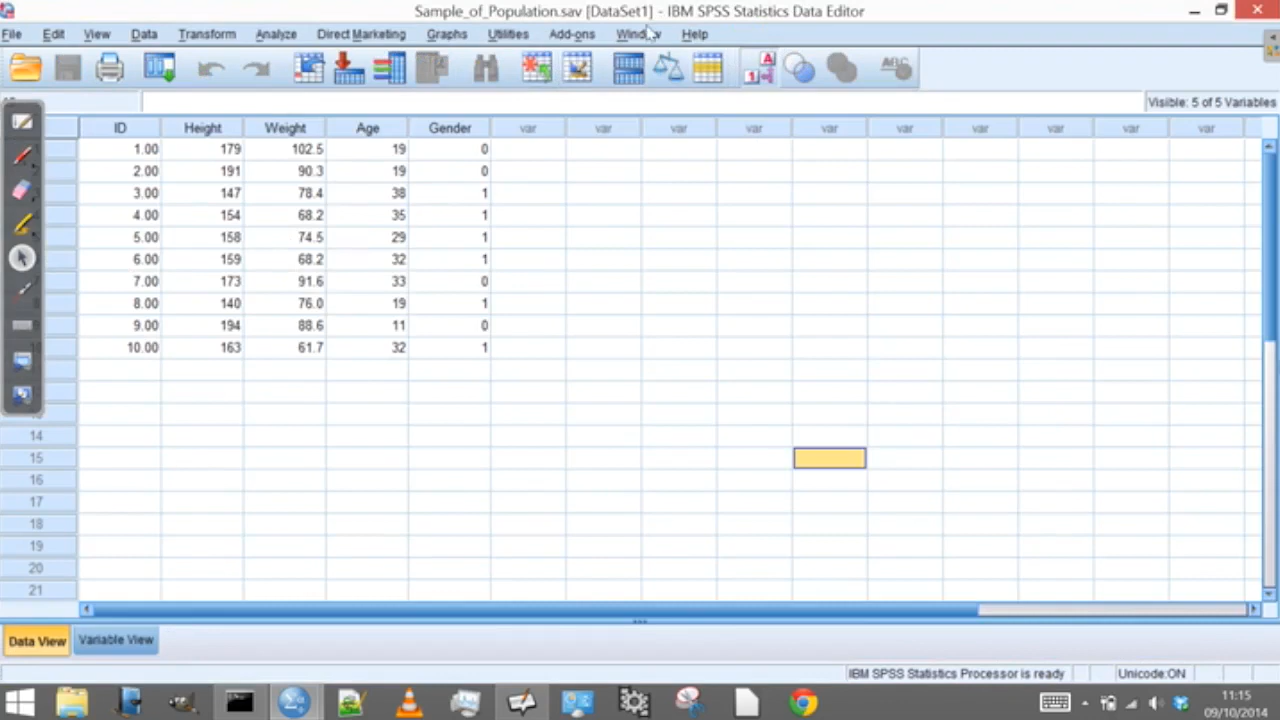 Sample_of_Population.sav [DataSet1] - IBM SPSS Statistics Data Editor
File Edit View Data Transform Analyze Direct Marketing Graphs Utilities Add-ons Window Help
Visible: 5 of 5 Variables
ID Height Weight Age Gender var var var var var var var var var var
1.00 179 102.5 19 0
2.00 191 90.3 19 0
3.00 147 78.4 38 1
4.00 154 68.2 35 1
5.00 158 74.5 29 1
6.00 159 68.2 32 1
7.00 173 91.6 33 0
8.00 140 76.0 19 1
9.00 194 88.6 11 0
10.00 163 61.7 32 1
14
15
16
17
18
19
20
21
Data View Variable View
IBM SPSS Statistics Processor is ready Unicode:ON
11:15
09/10/2014